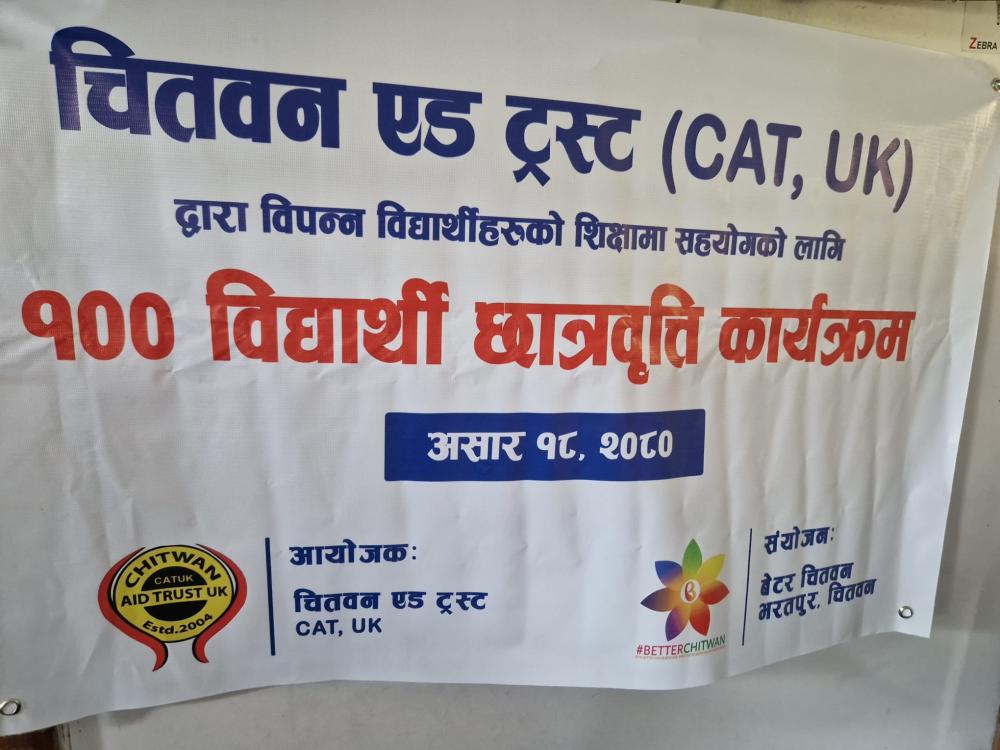 ZEBRA
चितवन एड ट्रस्ट (CAT, UK)
द्वारा विपन्न विद्यार्थीहरुको शिक्षामा सहयोगको लागि
१०० विद्यार्थी छात्रवृत्ति कार्यक्रम
असार १८, २०८०
CHITWAN
CATUK
AID TRUST UK
Estd.2004
आयोजक:
चितवन एड ट्रस्ट
CAT, UK
#BETTERCHITWAN
संयोजन:
बेटर चितवन
भरतपुर, चितवन